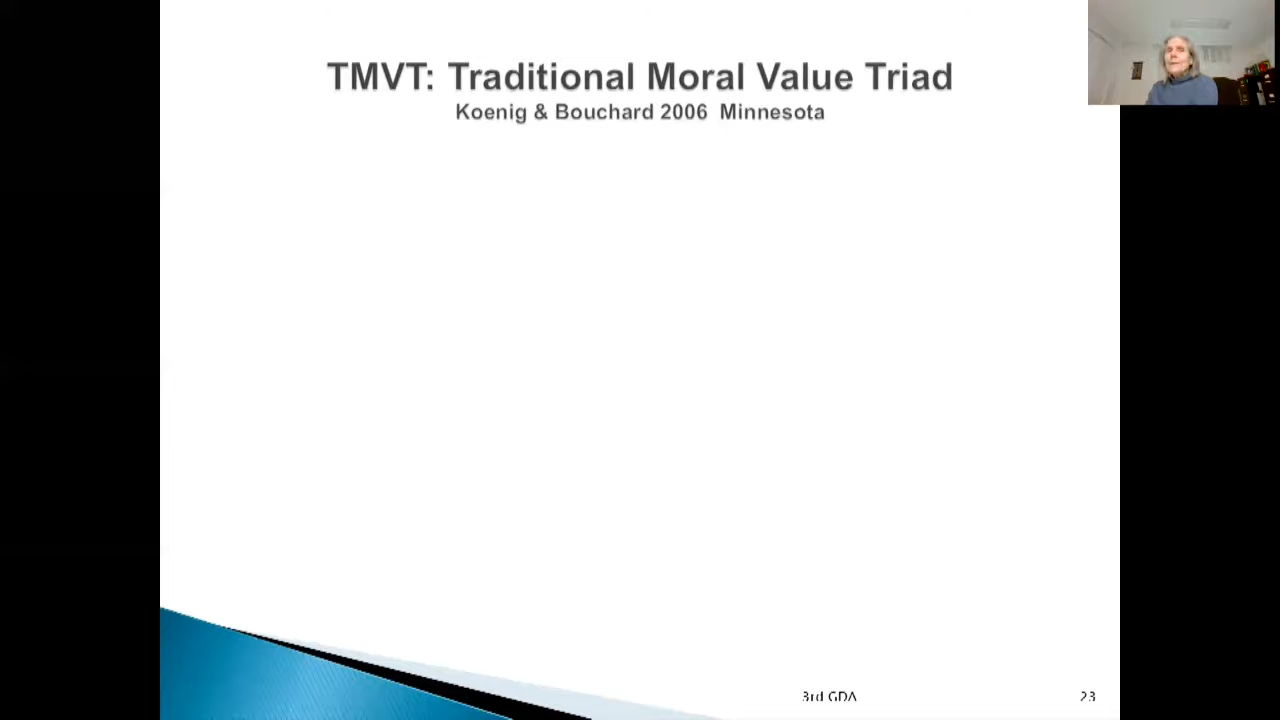 TMVT: Traditional Moral Value Triad
Koenig & Bouchard 2006 Minnesota
3rd GDA
23